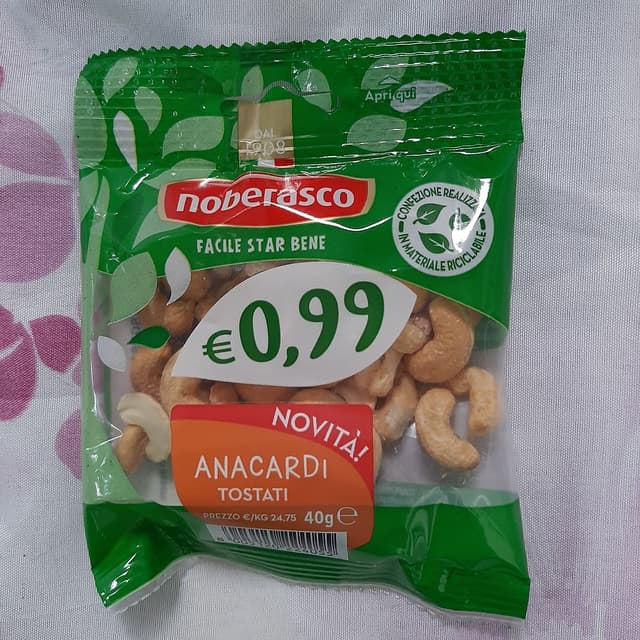 Apri qui
DAL
1908
noberasco
FACILE STAR BENE
CONFEZIONE REALIZZATA
IN MATERIALE RICICLABILE
€0,99
NOVITÀ!
ANACARDI
TOSTATI
PREZZO €/KG 24,75 40g e